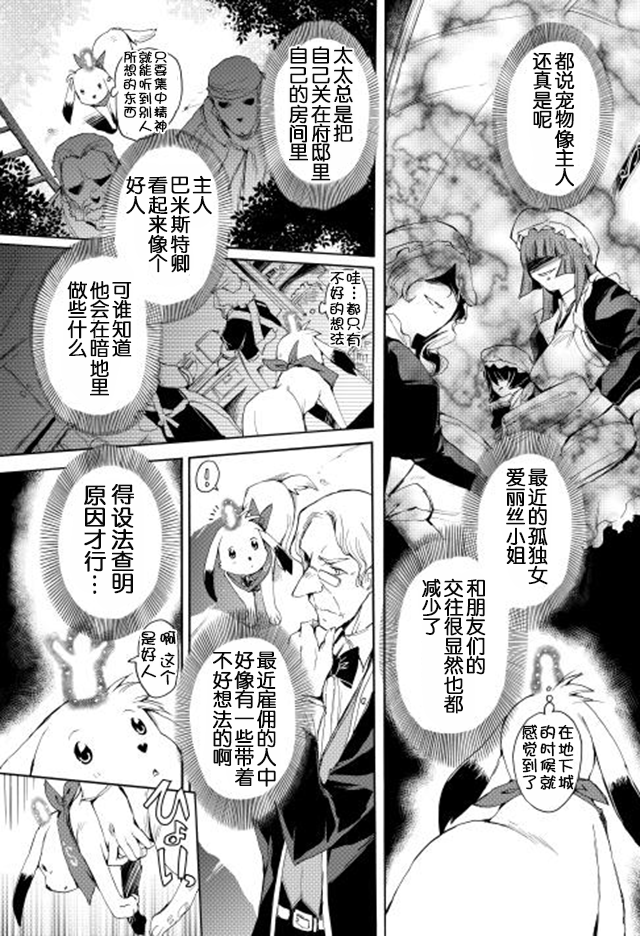 都说宠物像主人
还真是呢
最近的孤独女
爱丽丝小姐
和朋友们的
交往很显然也都
减少了
在地下城
的时候就
感觉到了
太太总是把
自己关在府邸里
自己的房间里
只要集中精神
就能听到别人
所想的东西
主人
巴米斯特卿
看起来像个
好人
可谁知道
他会在暗地里
做些什么
哇…都只有
不好的想法
！
得设法查明
原因才行…
最近雇佣的人中
好像有一些带着
不好想法的啊
啊 这个
是好人
ぴょいっ